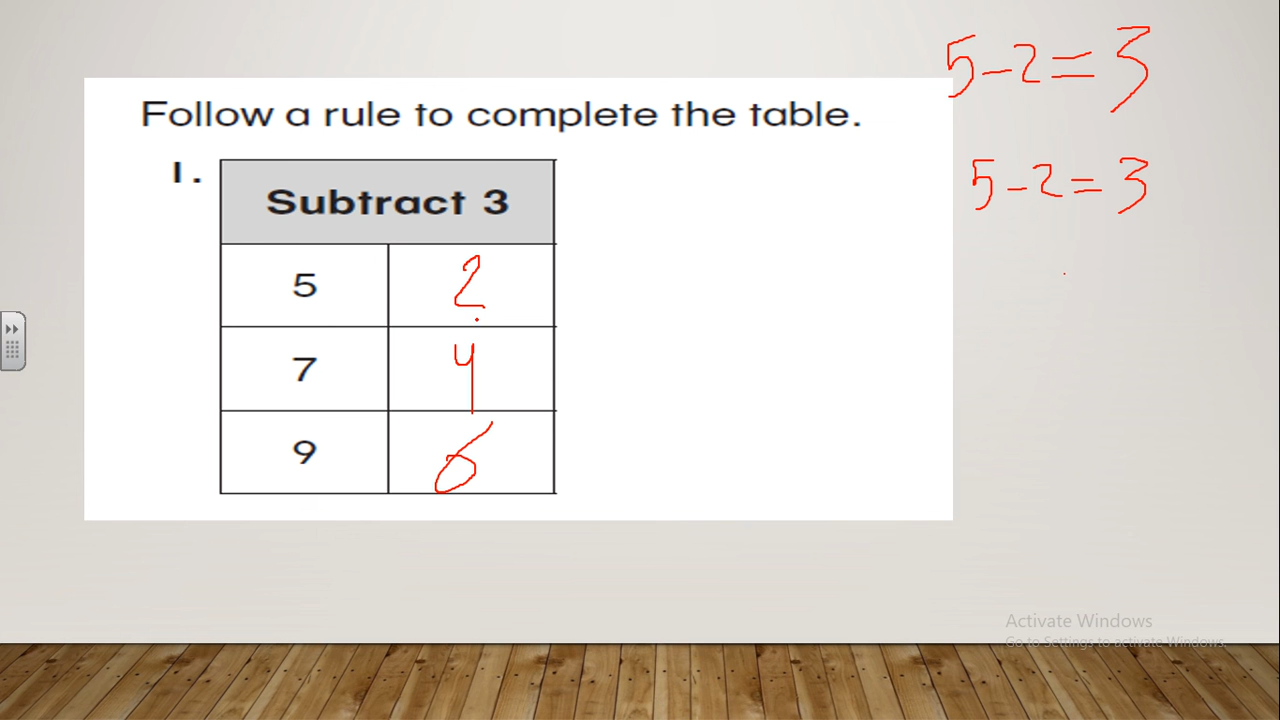 5-2=3
Follow a rule to complete the table.
1.
Subtract 3
5-2=3
5 2
7 4
9 6
Activate Windows
Go to Settings to activate Windows.